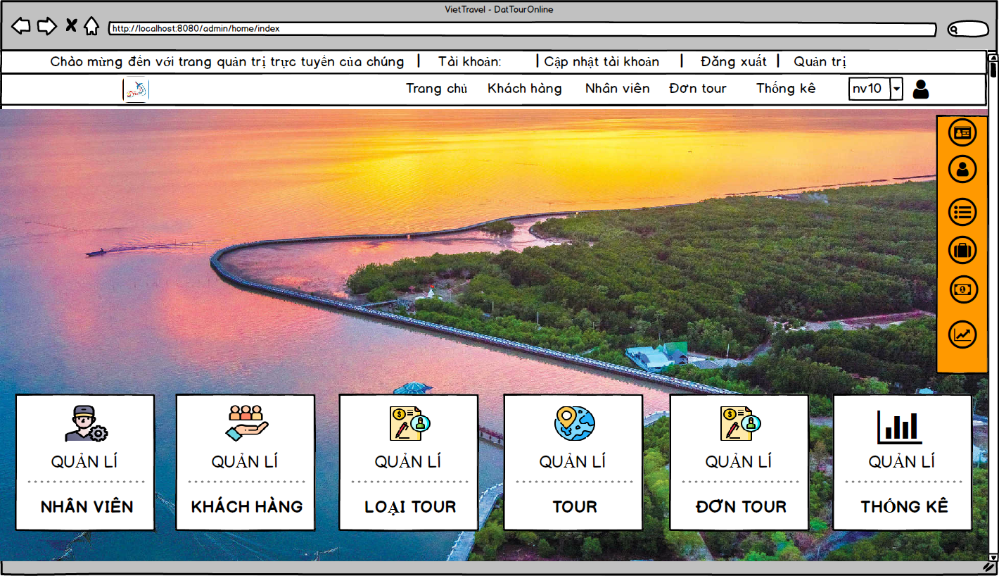 VietTravel - DatTourOnline
http://localhost:8080/admin/home/index
Chào mừng đến với trang quản trị trực tuyến của chúng | Tài khoản: | Cập nhật tài khoản | Đăng xuất | Quản trị
Trang chủ Khách hàng Nhân viên Đơn tour Thống kê nv10
QUẢN LÍ
NHÂN VIÊN
QUẢN LÍ
KHÁCH HÀNG
QUẢN LÍ
LOẠI TOUR
QUẢN LÍ
TOUR
QUẢN LÍ
ĐƠN TOUR
QUẢN LÍ
THỐNG KÊ